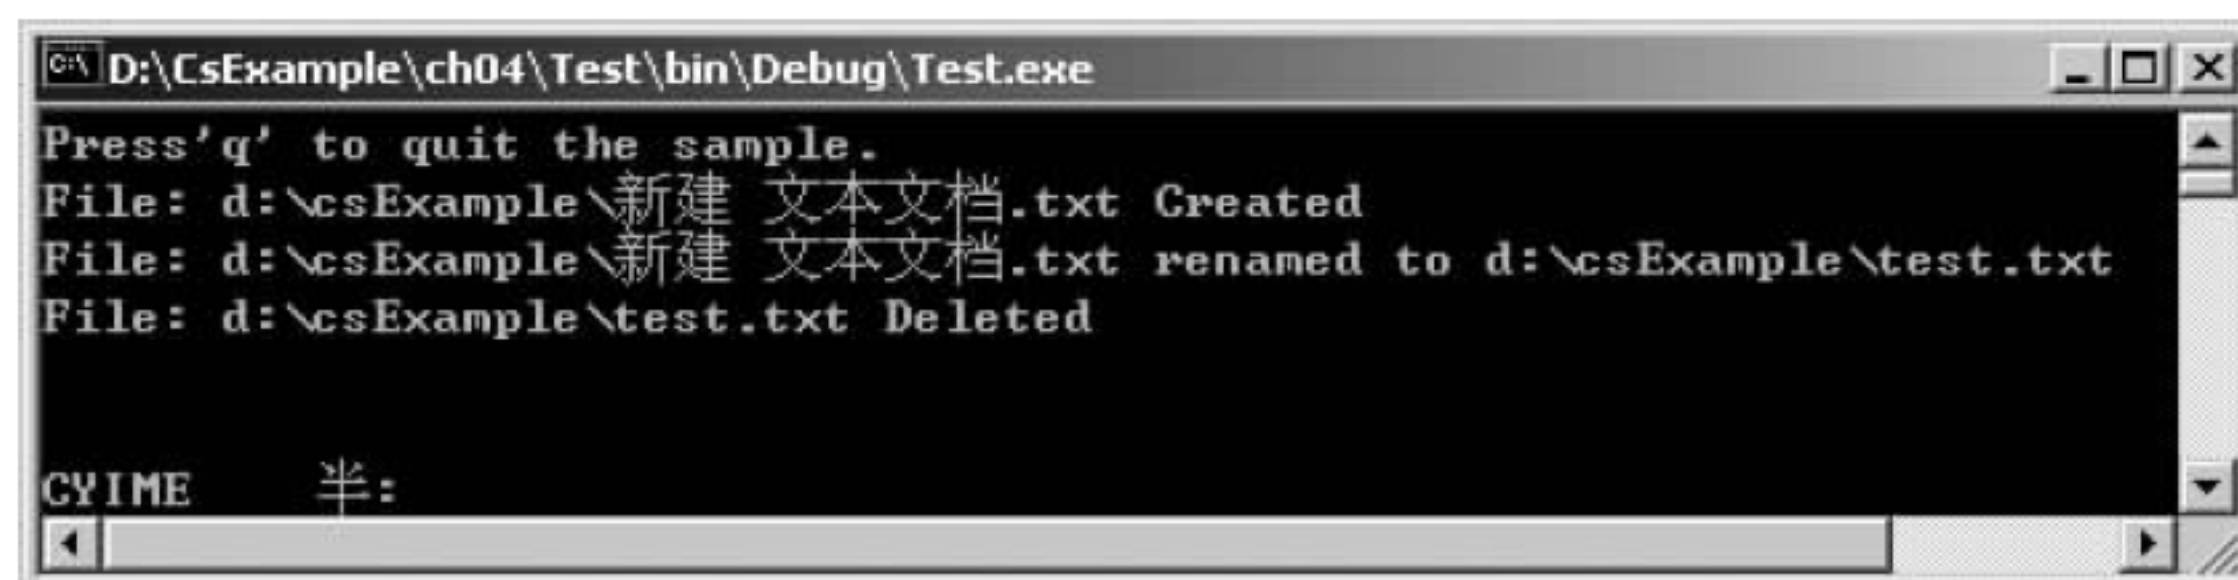 D:\CsExample\ch04\Test\bin\Debug\Test.exe
Press'q' to quit the sample.
File: d:\csExample\新建 文本文档.txt Created
File: d:\csExample\新建 文本文档.txt renamed to d:\csExample\test.txt
File: d:\csExample\test.txt Deleted
CYIME 半: